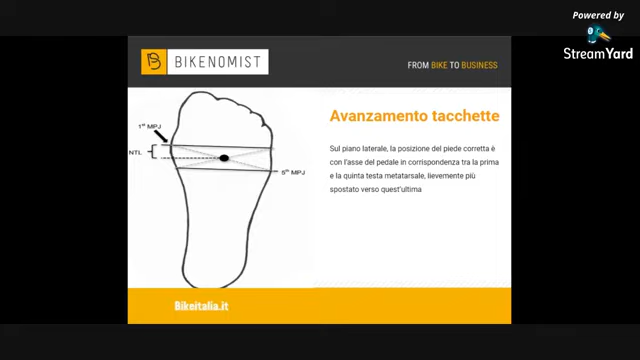 Powered by
StreamYard
BIKENOMIST
FROM BIKE TO BUSINESS
Avanzamento tacchette
1st MPJ
NTL
5th MPJ
Sul piano laterale, la posizione del piede corretta è
con l'asse del pedale in corrispondenza tra la prima
e la quinta testa metatarsale, lievemente più
spostato verso quest'ultima
Bikeitalia.it